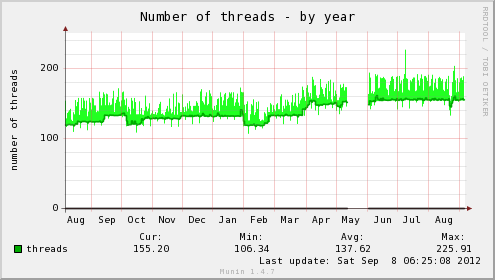 Number of threads - by year
RRDTOOL / TOBI OETIKER
number of threads
200
100
0
Aug Sep Oct Nov Dec Jan Feb Mar Apr May Jun Jul Aug
Cur: Min: Avg: Max:
threads 155.20 106.34 137.62 225.91
Last update: Sat Sep 8 06:25:08 2012
Munin 1.4.7